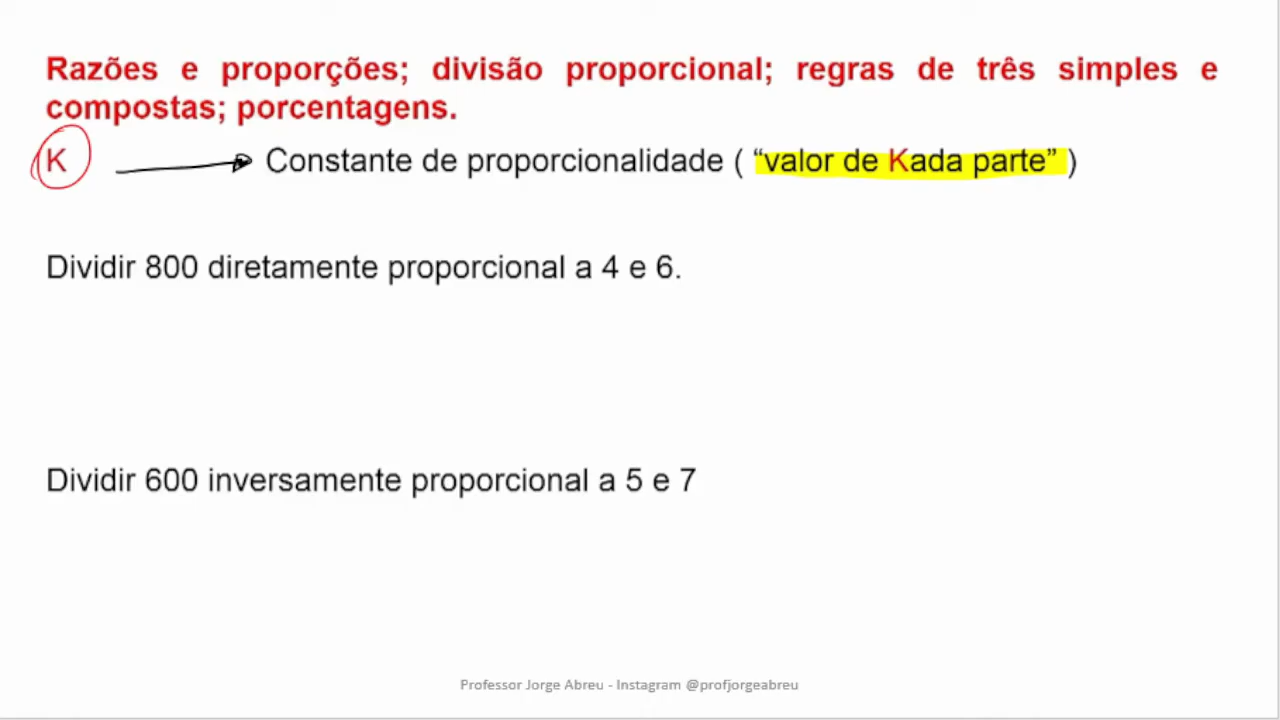 Razões e proporções; divisão proporcional; regras de três simples e
compostas; porcentagens.
K Constante de proporcionalidade ( “valor de Kada parte” )
Dividir 800 diretamente proporcional a 4 e 6.
Dividir 600 inversamente proporcional a 5 e 7
Professor Jorge Abreu - Instagram @profjorgeabreu